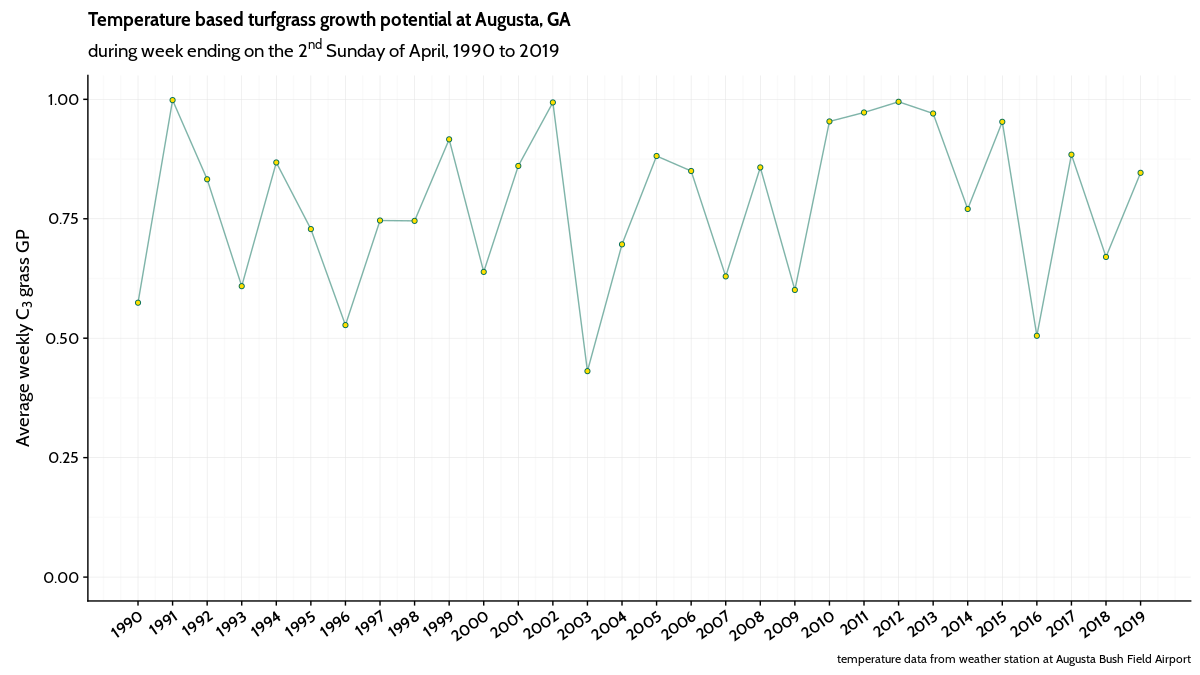 Temperature based turfgrass growth potential at Augusta, GA
during week ending on the 2nd Sunday of April, 1990 to 2019
Average weekly C3 grass GP
1.00
0.75
0.50
0.25
0.00
1990 1991 1992 1993 1994 1995 1996 1997 1998 1999 2000 2001 2002 2003 2004 2005 2006 2007 2008 2009 2010 2011 2012 2013 2014 2015 2016 2017 2018 2019
temperature data from weather station at Augusta Bush Field Airport